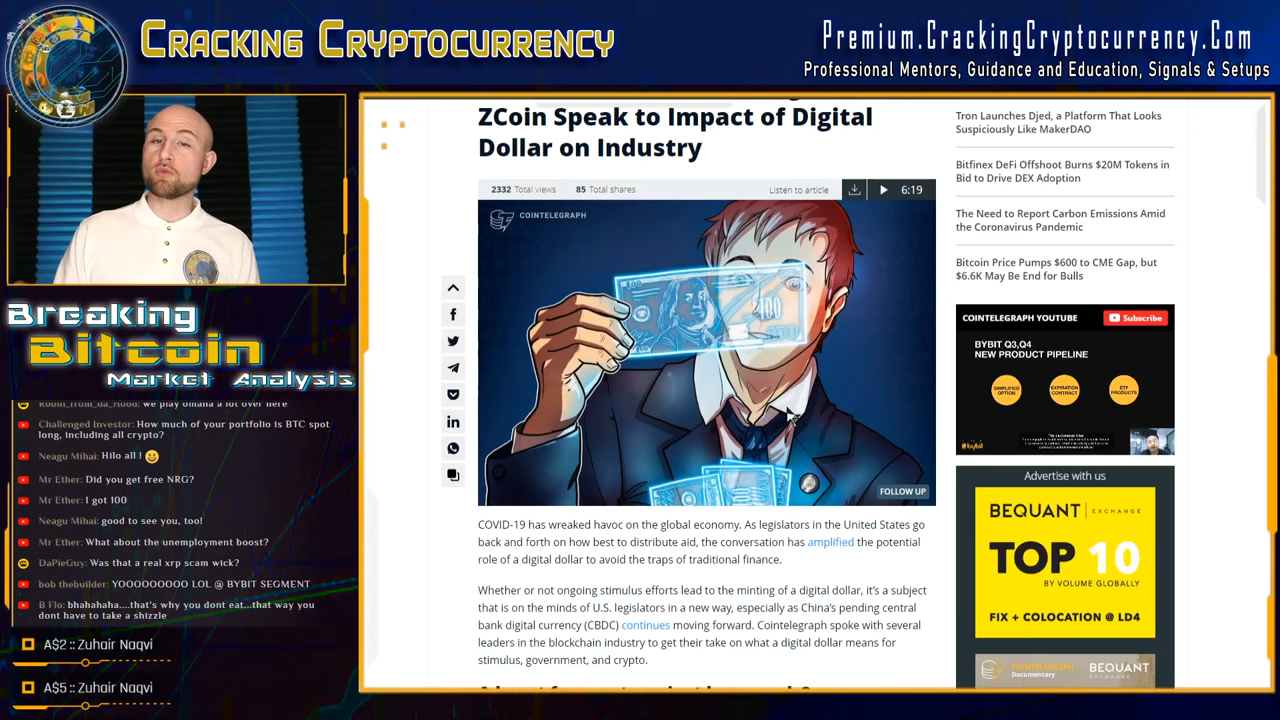 Cracking Cryptocurrency
Premium.CrackingCryptocurrency.Com
Professional Mentors, Guidance and Education, Signals & Setups
Breaking
Bitcoin
Market Analysis
Robin_from_da_Hood: we play omaha a lot over here
Challenged Investor: How much of your portfolio is BTC spot
long, including all crypto?
Neagu Mihai: Hilo all !
Mr Ether: Did you get free NRG?
Mr Ether: I got 100
Neagu Mihai: good to see you, too!
Mr Ether: What about the unemployment boost?
DaPieGuy: Was that a real xrp scam wick?
bob thebuilder: YOOOOOOOOO LOL @ BYBIT SEGMENT
B Flo: bhahahaha....that's why you dont eat...that way you
dont have to take a shizzle
A$2 :: Zuhair Naqvi
A$5 :: Zuhair Naqvi
ZCoin Speak to Impact of Digital
Dollar on Industry
2332 Total views 85 Total shares Listen to article 6:19
COINTELEGRAPH
FOLLOW UP
COVID-19 has wreaked havoc on the global economy. As legislators in the United States go
back and forth on how best to distribute aid, the conversation has amplified the potential
role of a digital dollar to avoid the traps of traditional finance.
Whether or not ongoing stimulus efforts lead to the minting of a digital dollar, it's a subject
that is on the minds of U.S. legislators in a new way, especially as China's pending central
bank digital currency (CBDC) continues moving forward. Cointelegraph spoke with several
leaders in the blockchain industry to get their take on what a digital dollar means for
stimulus, government, and crypto.
Tron Launches Djed, a Platform That Looks
Suspiciously Like MakerDAO
Bitfinex DeFi Offshoot Burns $20M Tokens in
Bid to Drive DEX Adoption
The Need to Report Carbon Emissions Amid
the Coronavirus Pandemic
Bitcoin Price Pumps $600 to CME Gap, but
$6.6K May Be End for Bulls
COINTELEGRAPH YOUTUBE Subscribe
BYBIT Q3,Q4
NEW PRODUCT PIPELINE
SIMPLIFIED
OPTION
EXPIRATION
CONTRACT
ETF
PRODUCTS
Advertise with us
BEQUANT EXCHANGE
TOP 10
BY VOLUME GLOBALLY
FIX + COLOCATION @ LD4
COINTELEGRAPH
Documentary
BEQUANT
EXCHANGE